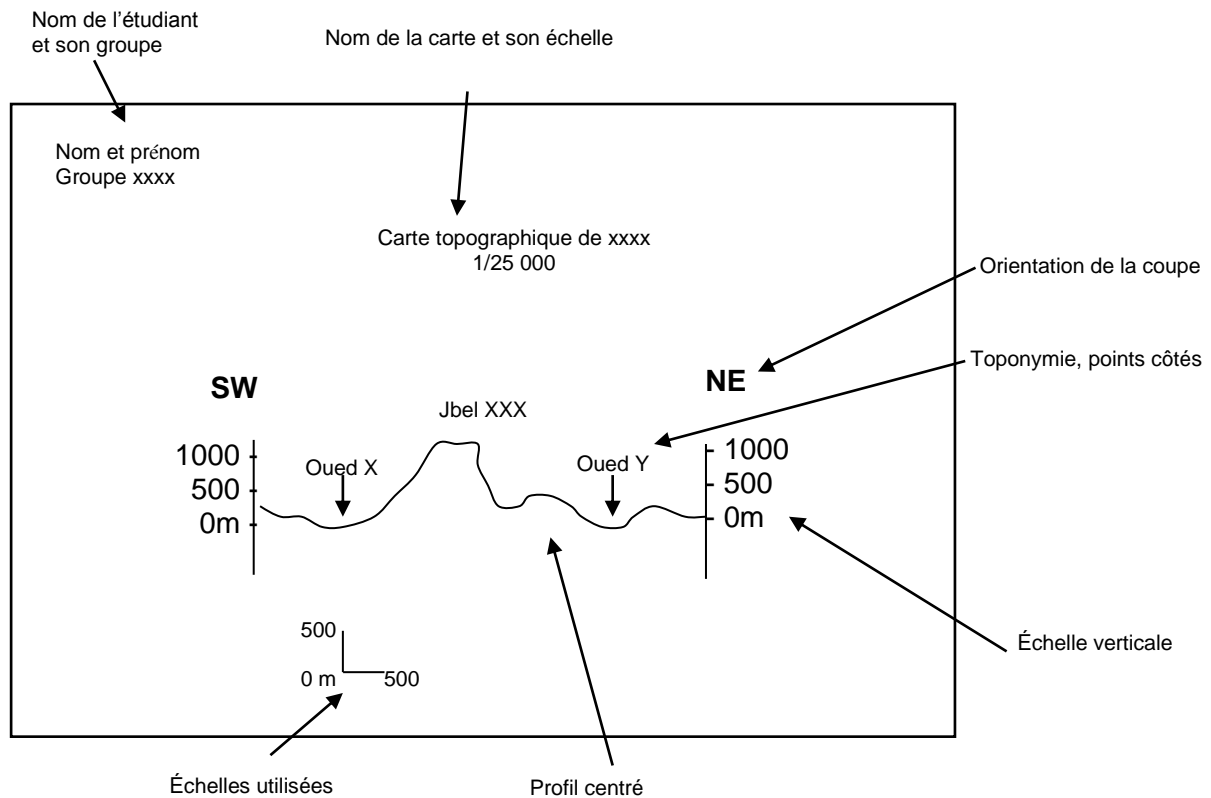 Nom de l'étudiant
et son groupe
Nom de la carte et son échelle
Nom et prénom
Groupe xxxx
Carte topographique de xxxx
1/25 000
Orientation de la coupe
Toponymie, points côtés
SW
NE
Jbel XXX
1000
500
0m
Oued X
Oued Y
1000
500
0m
Échelle verticale
500
0 m
500
Échelles utilisées
Profil centré